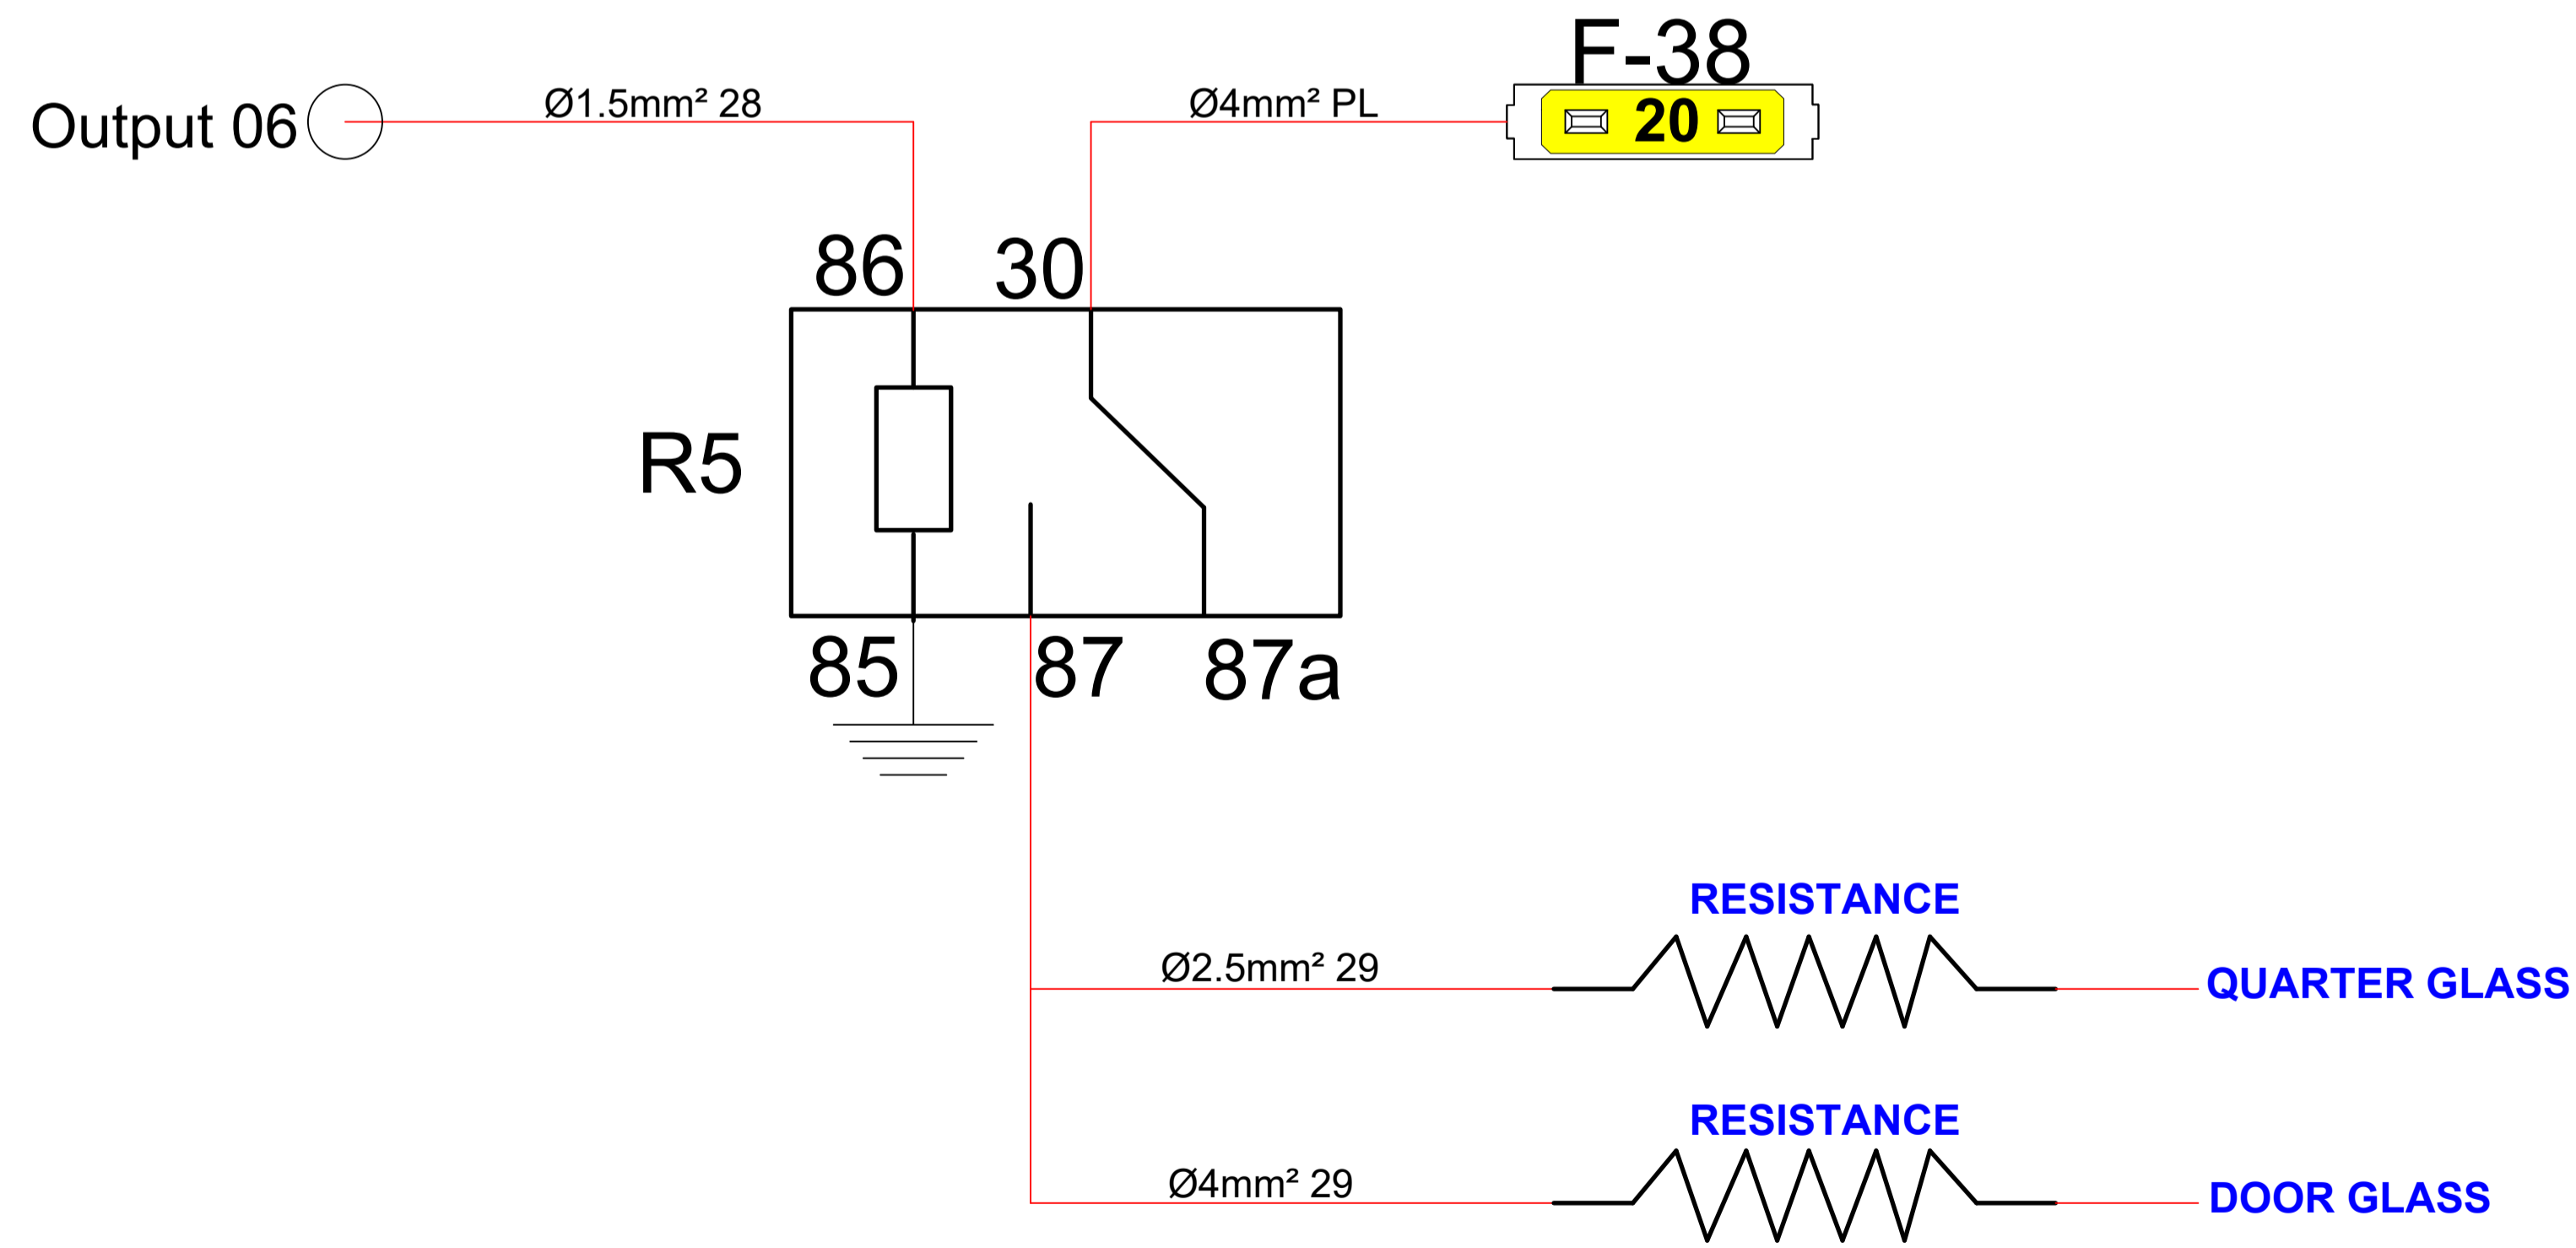 F-38
Output 06
Ø1.5mm² 28
Ø4mm² PL
20
86
30
R5
85
87
87a
RESISTANCE
Ø2.5mm² 29
QUARTER GLASS
RESISTANCE
Ø4mm² 29
DOOR GLASS